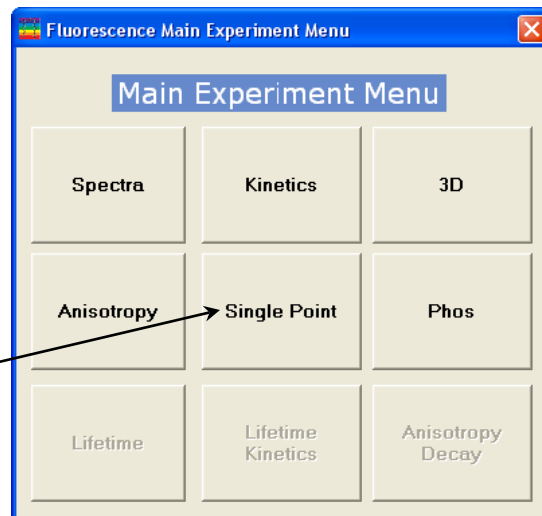 Fluorescence Main Experiment Menu
Main Experiment Menu
Spectra
Kinetics
3D
Anisotropy
Single Point
Phos
Lifetime
Lifetime
Kinetics
Anisotropy
Decay